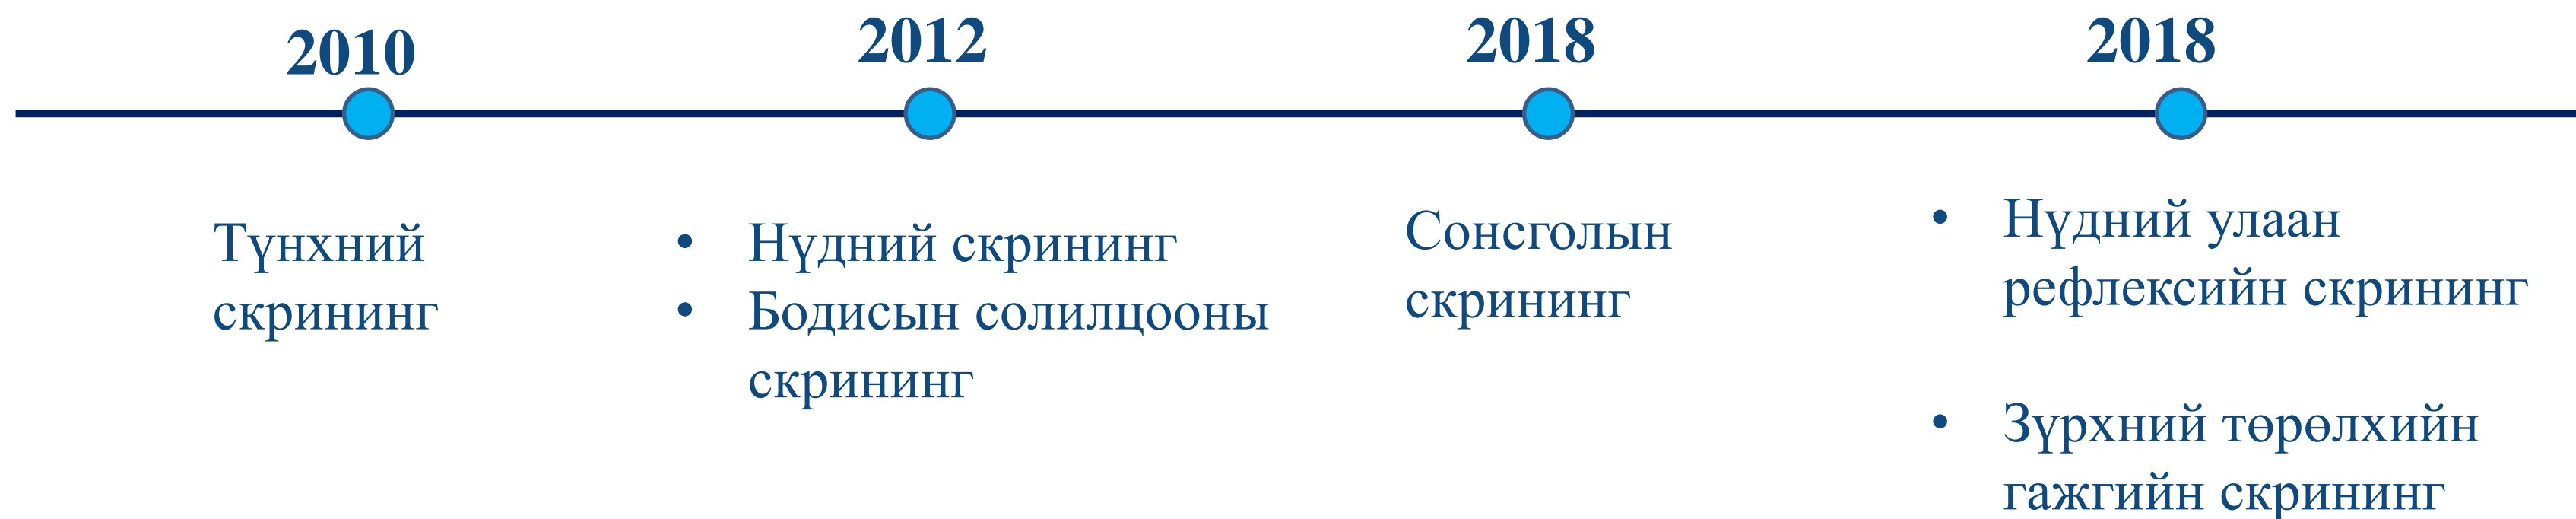 2010
Түнхний
скрининг
2012
• Нүдний скрининг
• Бодисын солилцооны
скрининг
2018
Сонсголын
скрининг
2018
• Нүдний улаан
рефлексийн скрининг
• Зүрхний төрөлхийн
гажгийн скрининг